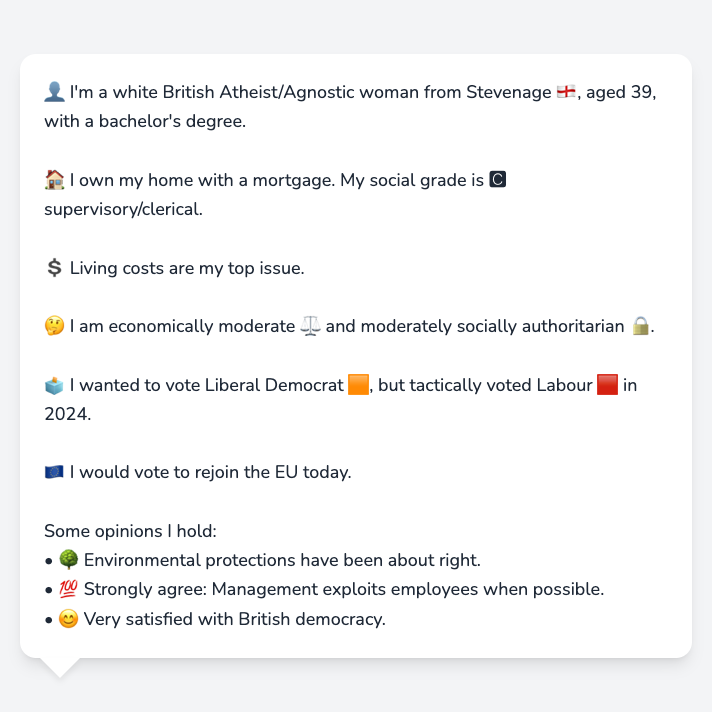 👤 I'm a white British Atheist/Agnostic woman from Stevenage 🏴󠁧󠁢󠁥󠁮󠁧󠁿, aged 39,
with a bachelor's degree.
🏠 I own my home with a mortgage. My social grade is 🅲
supervisory/clerical.
💲 Living costs are my top issue.
🤔 I am economically moderate ⚖️ and moderately socially authoritarian 🔒.
🗳️ I wanted to vote Liberal Democrat 🟧, but tactically voted Labour 🟥 in
2024.
🇪🇺 I would vote to rejoin the EU today.
Some opinions I hold:
• 🌳 Environmental protections have been about right.
• 💯 Strongly agree: Management exploits employees when possible.
• 😊 Very satisfied with British democracy.